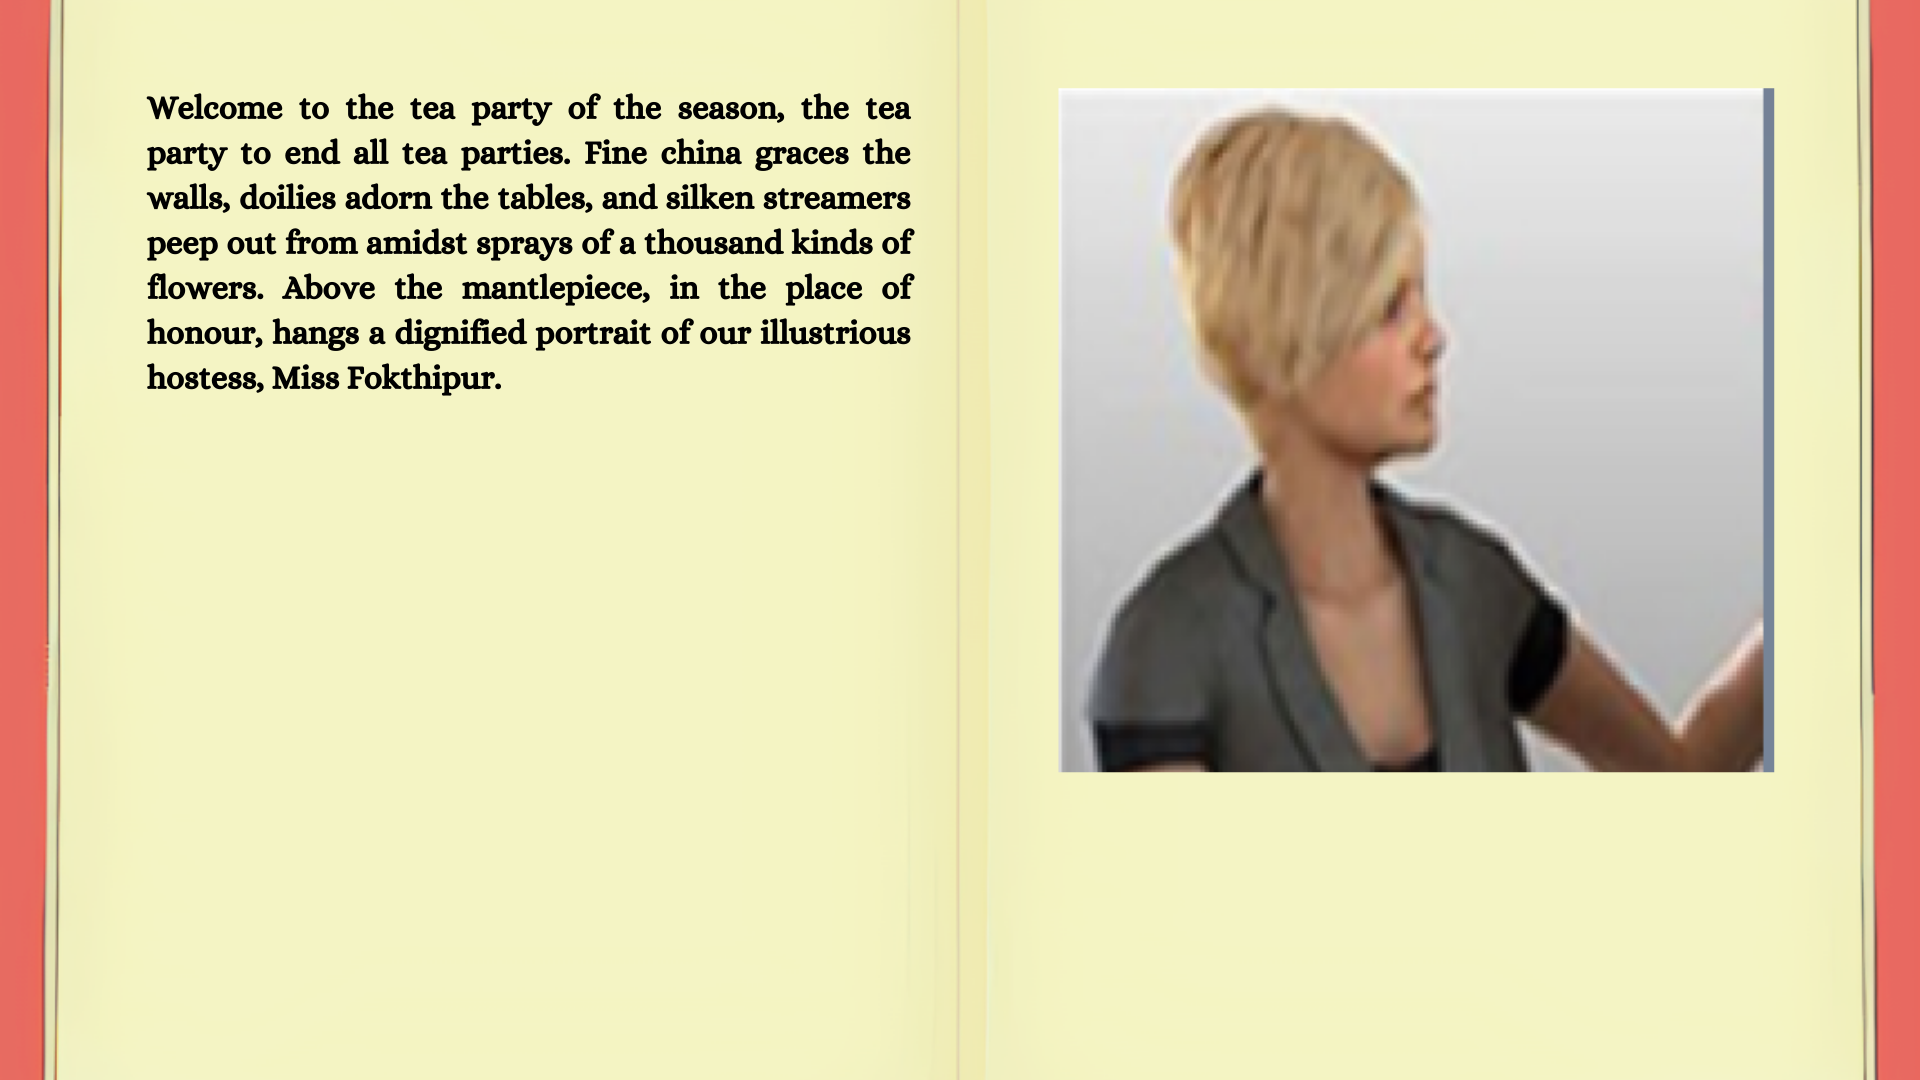 Welcome to the tea party of the season, the tea
party to end all tea parties. Fine china graces the
walls, doilies adorn the tables, and silken streamers
peep out from amidst sprays of a thousand kinds of
flowers. Above the mantlepiece, in the place of
honour, hangs a dignified portrait of our illustrious
hostess, Miss Fokthipur.